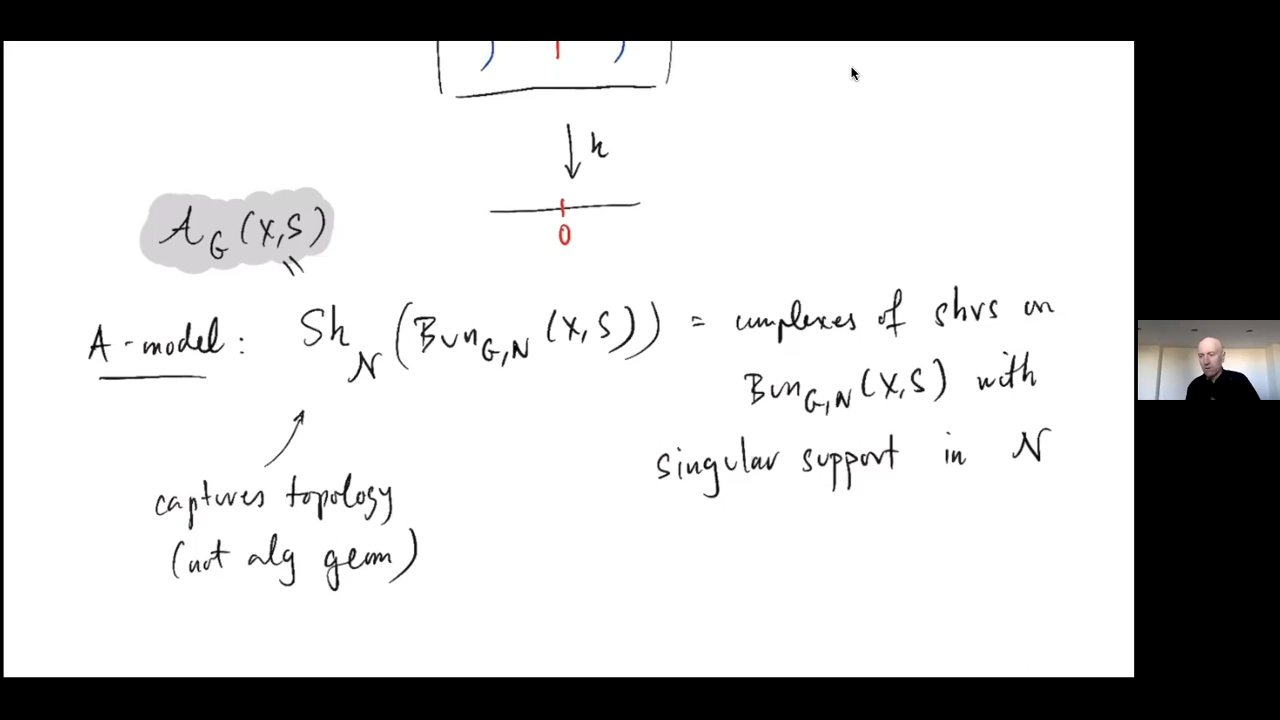 h
0
A_G (X,S)
"
A-model: Sh_N (Bun_{G,N} (X,S)) = complexes of shvs on
Bun_{G,N} (X,S) with
singular support in N
captures topology
(not alg geom)